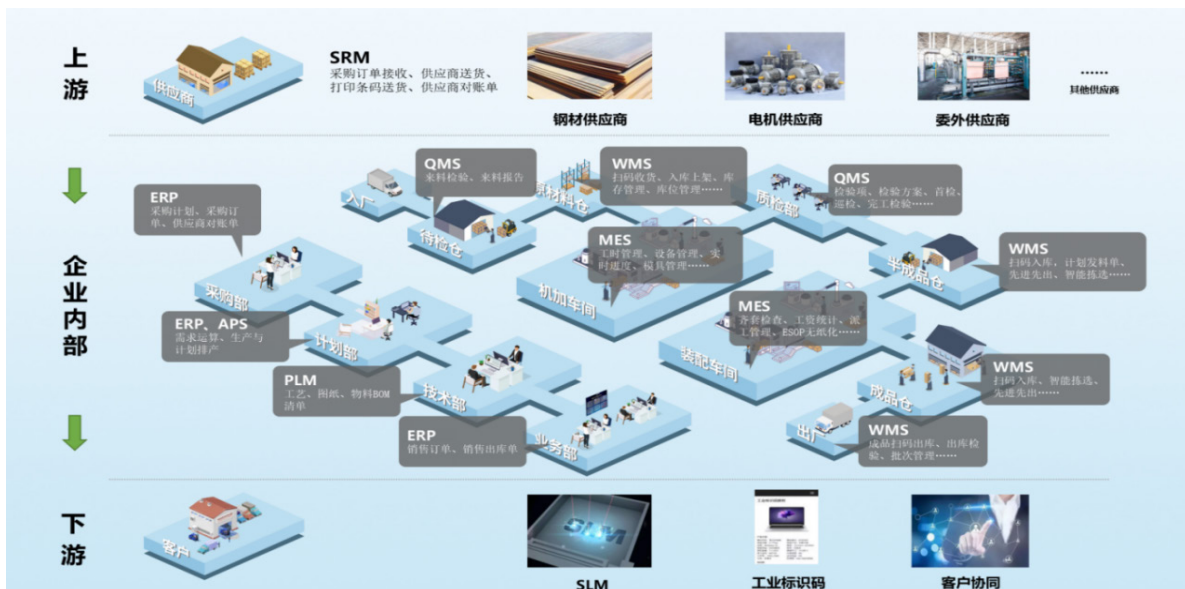 上游
供应商
SRM
采购订单接收、供应商送货、
打印条码送货、供应商对账单
钢材供应商
电机供应商
委外供应商
……
其他供应商
企业内部
ERP
采购计划、采购订
单、供应商对账单
采购部
ERP、APS
需求运算、生产与
计划排产
计划部
PLM
工艺、图纸、物料BOM
清单
技术部
ERP
销售订单、销售出库单
业务部
入厂
QMS
来料检验、来料报告
待检仓
WMS
扫码收货、入库上架、库
存管理、库位管理……
原材料仓
MES
工时管理、设备管理、实
时进度、模具管理……
机加车间
质检部
QMS
检验项、检验方案、首检、
巡检、完工检验……
半成品仓
WMS
扫码入库、计划发料单、
先进先出、智能拣选……
MES
齐套检查、工资统计、派
工管理、ESOP无纸化……
装配车间
成品仓
WMS
扫码入库、智能拣选、
先进先出……
出厂
WMS
成品扫码出库、出库检
验、批次管理……
下游
客户
SLM
SLM
工业标识码
客户协同